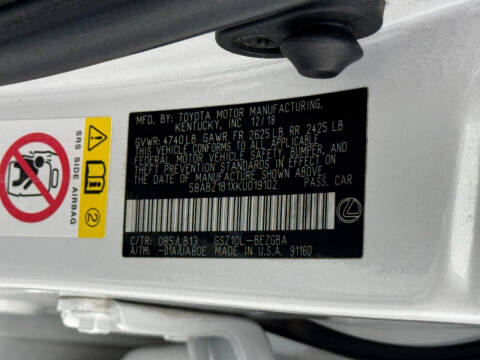 MFD. BY: TOYOTA MOTOR MANUFACTURING,
KENTUCKY, INC 12/18
GVWR: 4740LB GAWR FR 2625LB RR 2425 LB
THIS VEHICLE CONFORMS TO ALL APPLICABLE
FEDERAL MOTOR VEHICLE SAFETY, BUMPER, AND
THEFT PREVENTION STANDARDS IN EFFECT ON
THE DATE OF MANUFACTURE SHOWN ABOVE.
58ABZ1B1XKU019102 PASS. CAR
C/TR: 085/LB13 GSZ10L-BEZGBA
A/TM: -01A/UA80E MADE IN U.S.A. 91160
SRS SIDE AIRBAG
2